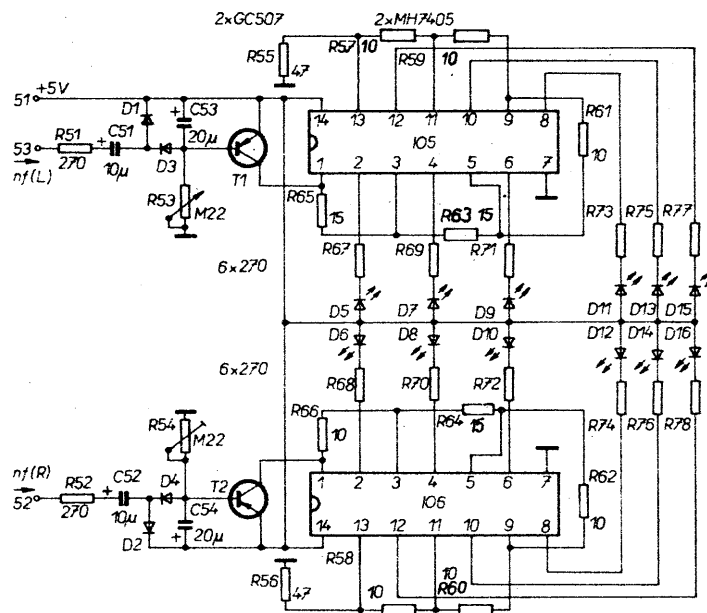 2×GC507 2×MH7405
R55 R57 10 R59 10
47
51 +5V
D1 C53
20µ
14 13 12 11 10 9 8
R61
10
53 R51 C51
nf(L) 270 10µ D3
IO5
T1
1 2 3 4 5 6 7
R53 M22
R65 15
R63 15
R73 R75 R77
R67 R69 R71
6×270
D5 D7 D9 D11 D13 D15
D6 D8 D10 D12 D14 D16
6×270
R68 R70 R72
R66 10
R64 15
R74 R76 R78
R54 M22
nf(R) R52 C52 D4 T2
52 270 10µ
D2 C54 20µ
1 2 3 4 5 6 7
IO6
R62
10
14 13 12 11 10 9 8
R58
R56 47
10 10 R60